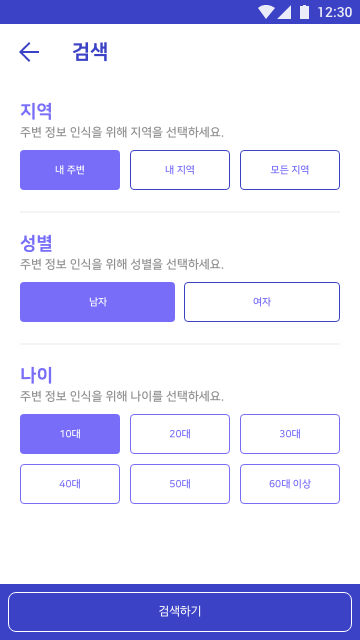 12:30
검색
지역
주변 정보 인식을 위해 지역을 선택하세요.
내 주변 내 지역 모든 지역
성별
주변 정보 인식을 위해 성별을 선택하세요.
남자 여자
나이
주변 정보 인식을 위해 나이를 선택하세요.
10대 20대 30대
40대 50대 60대 이상
검색하기